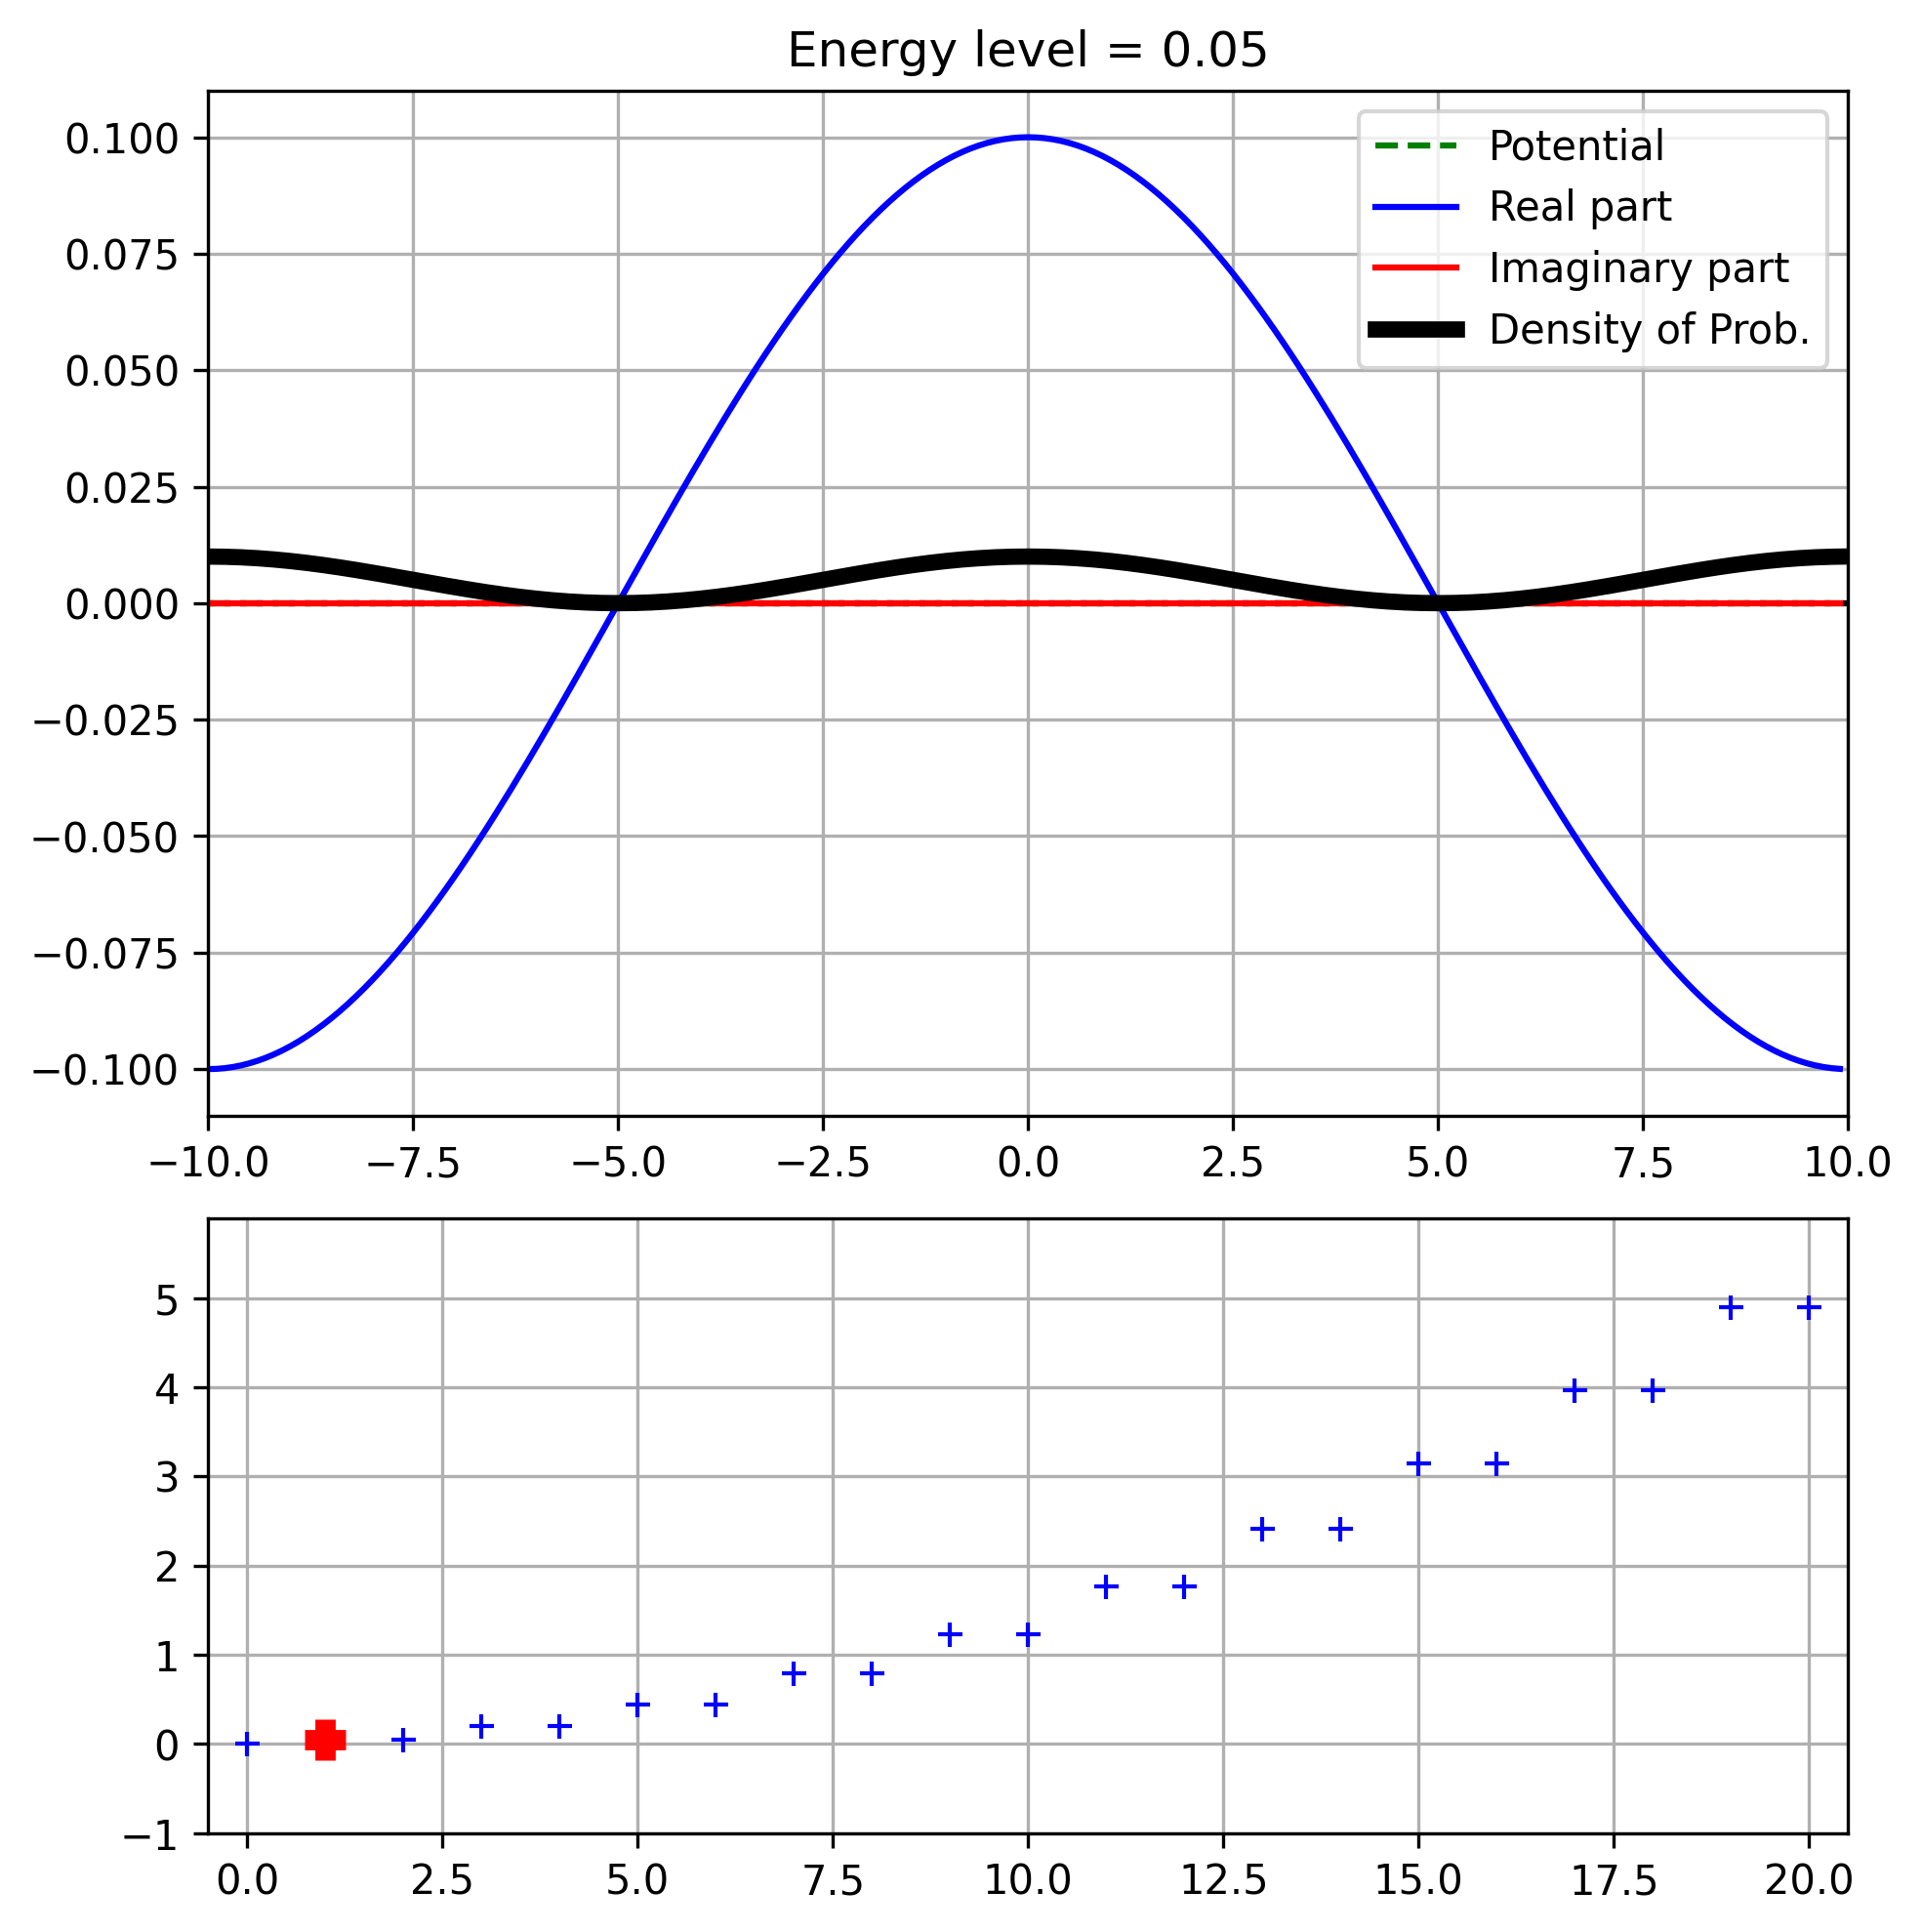 Energy level = 0.05
0.100
0.075
0.050
0.025
0.000
−0.025
−0.050
−0.075
−0.100
Potential
Real part
Imaginary part
Density of Prob.
−10.0 −7.5 −5.0 −2.5 0.0 2.5 5.0 7.5 10.0
5
4
3
2
1
0
−1
0.0 2.5 5.0 7.5 10.0 12.5 15.0 17.5 20.0